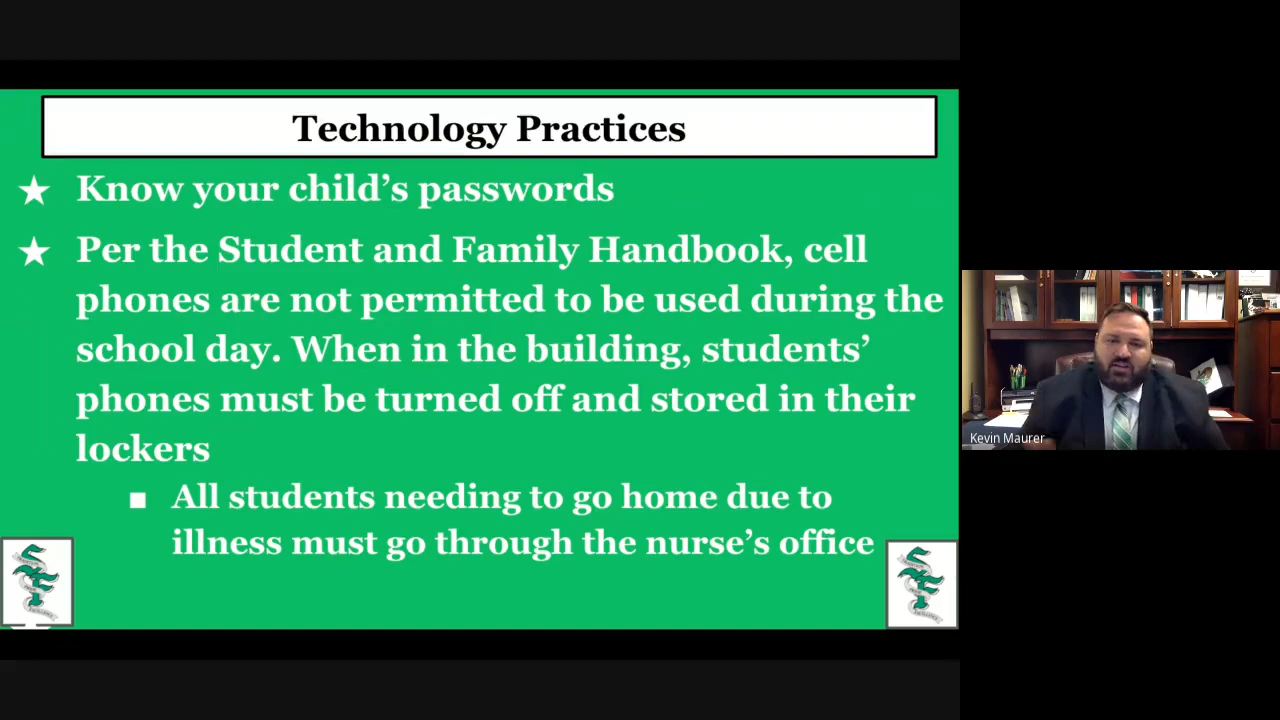 Technology Practices
★ Know your child's passwords
★ Per the Student and Family Handbook, cell
phones are not permitted to be used during the
school day. When in the building, students'
phones must be turned off and stored in their
lockers
■ All students needing to go home due to
illness must go through the nurse's office
Kevin Maurer